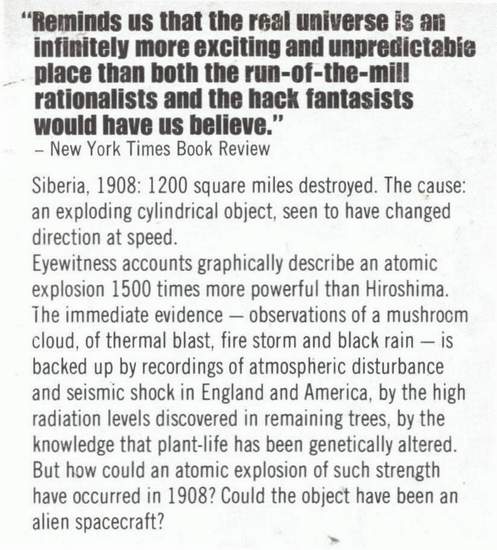 “Reminds us that the real universe is an
infinitely more exciting and unpredictable
place than both the run-of-the-mill
rationalists and the hack fantasists
would have us believe.”
– New York Times Book Review
Siberia, 1908: 1200 square miles destroyed. The cause:
an exploding cylindrical object, seen to have changed
direction at speed.
Eyewitness accounts graphically describe an atomic
explosion 1500 times more powerful than Hiroshima.
The immediate evidence — observations of a mushroom
cloud, of thermal blast, fire storm and black rain — is
backed up by recordings of atmospheric disturbance
and seismic shock in England and America, by the high
radiation levels discovered in remaining trees, by the
knowledge that plant-life has been genetically altered.
But how could an atomic explosion of such strength
have occurred in 1908? Could the object have been an
alien spacecraft?